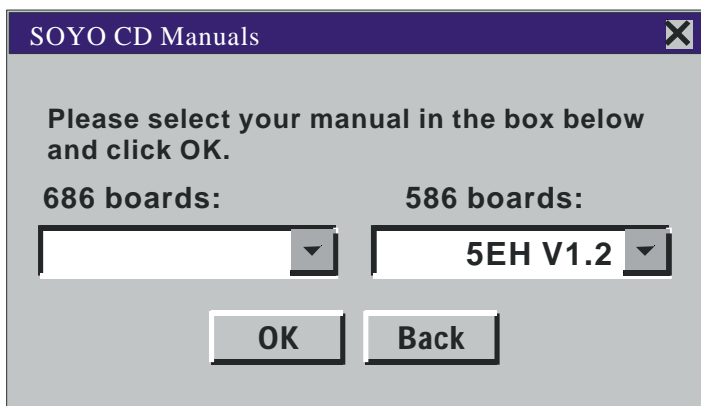 SOYO CD Manuals
Please select your manual in the box below
and click OK.
686 boards: 586 boards:
5EH V1.2
OK Back